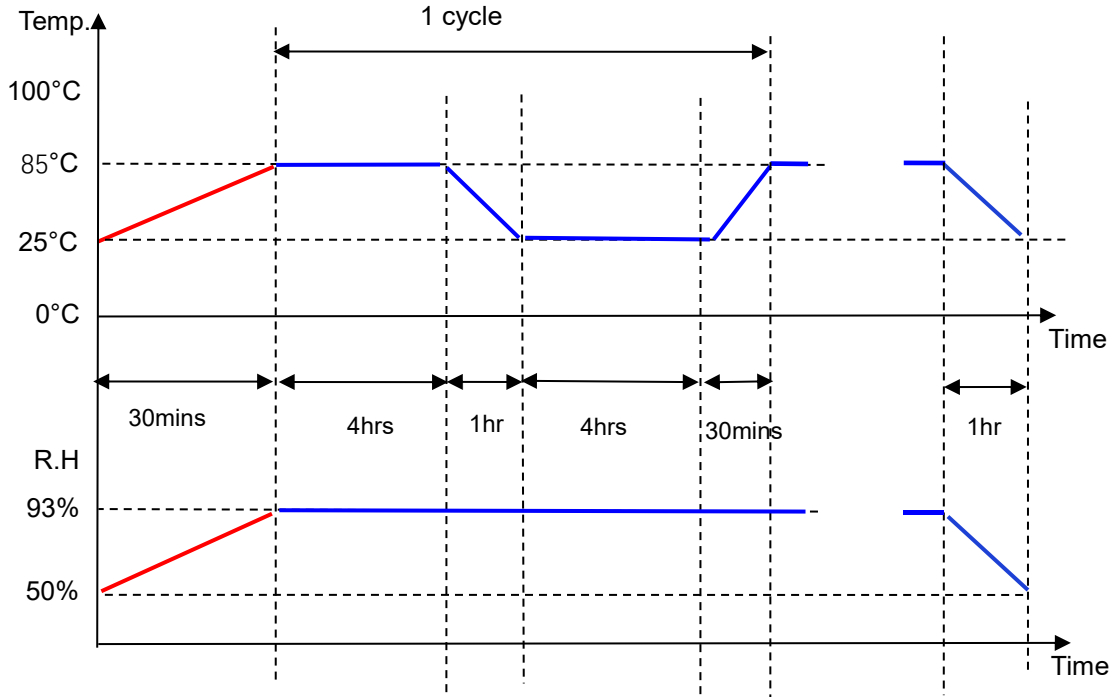 1 cycle
Temp.
100°C
85°C
25°C
0°C
Time
30mins
4hrs
1hr
4hrs
30mins
1hr
R.H
93%
50%
Time